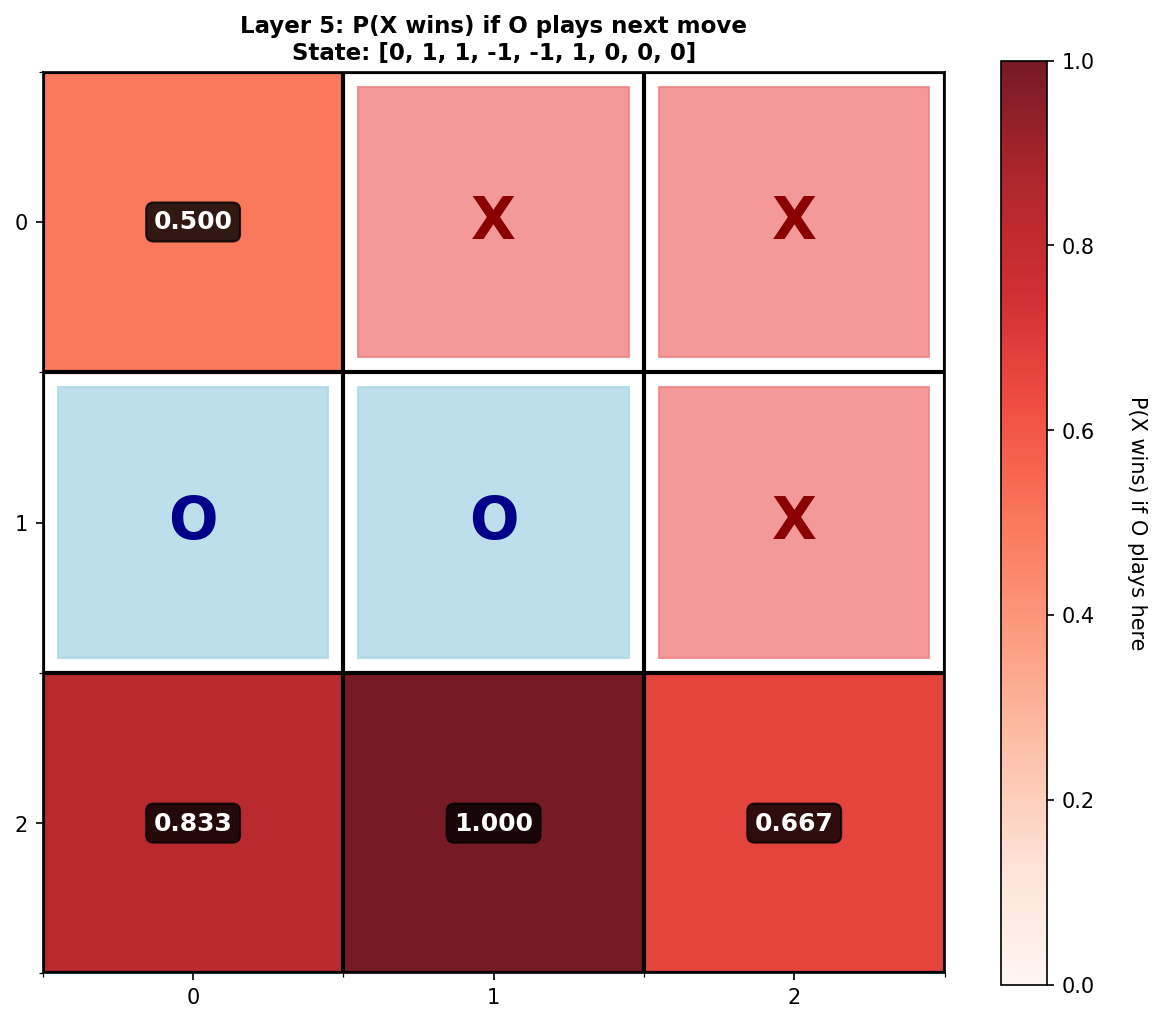 Layer 5: P(X wins) if O plays next move
State: [0, 1, 1, -1, -1, 1, 0, 0, 0]
0
0.500
X
X
1
O
O
X
2
0.833
1.000
0.667
0
1
2
1.0
0.8
0.6
0.4
0.2
0.0
P(X wins) if O plays here